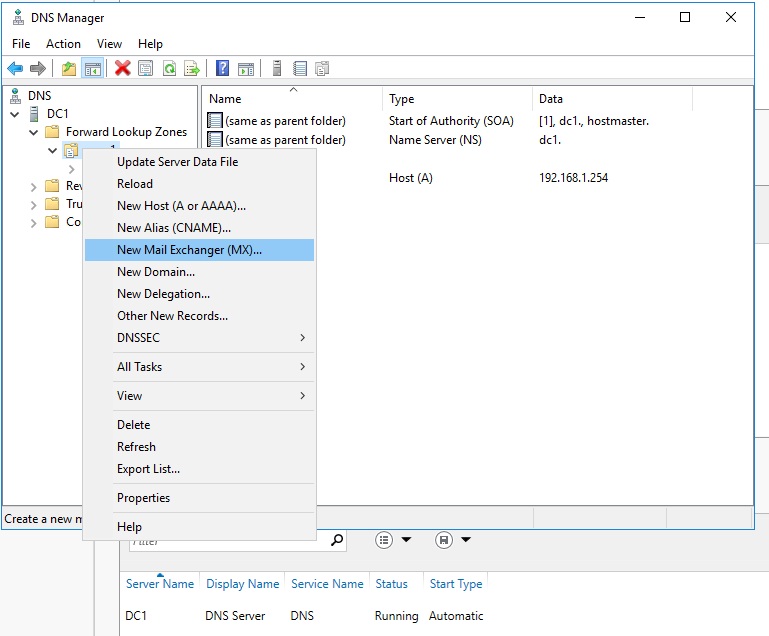 DNS Manager
File Action View Help
DNS
DC1
Forward Lookup Zones
Name Type Data
(same as parent folder) Start of Authority (SOA) [1], dc1., hostmaster.
(same as parent folder) Name Server (NS) dc1.
Host (A) 192.168.1.254
Update Server Data File
Reload
New Host (A or AAAA)...
New Alias (CNAME)...
New Mail Exchanger (MX)...
New Domain...
New Delegation...
Other New Records...
DNSSEC
All Tasks
View
Delete
Refresh
Export List...
Properties
Help
Rev
Tru
Co
Create a new m
Filter
Server Name Display Name Service Name Status Start Type
DC1 DNS Server DNS Running Automatic